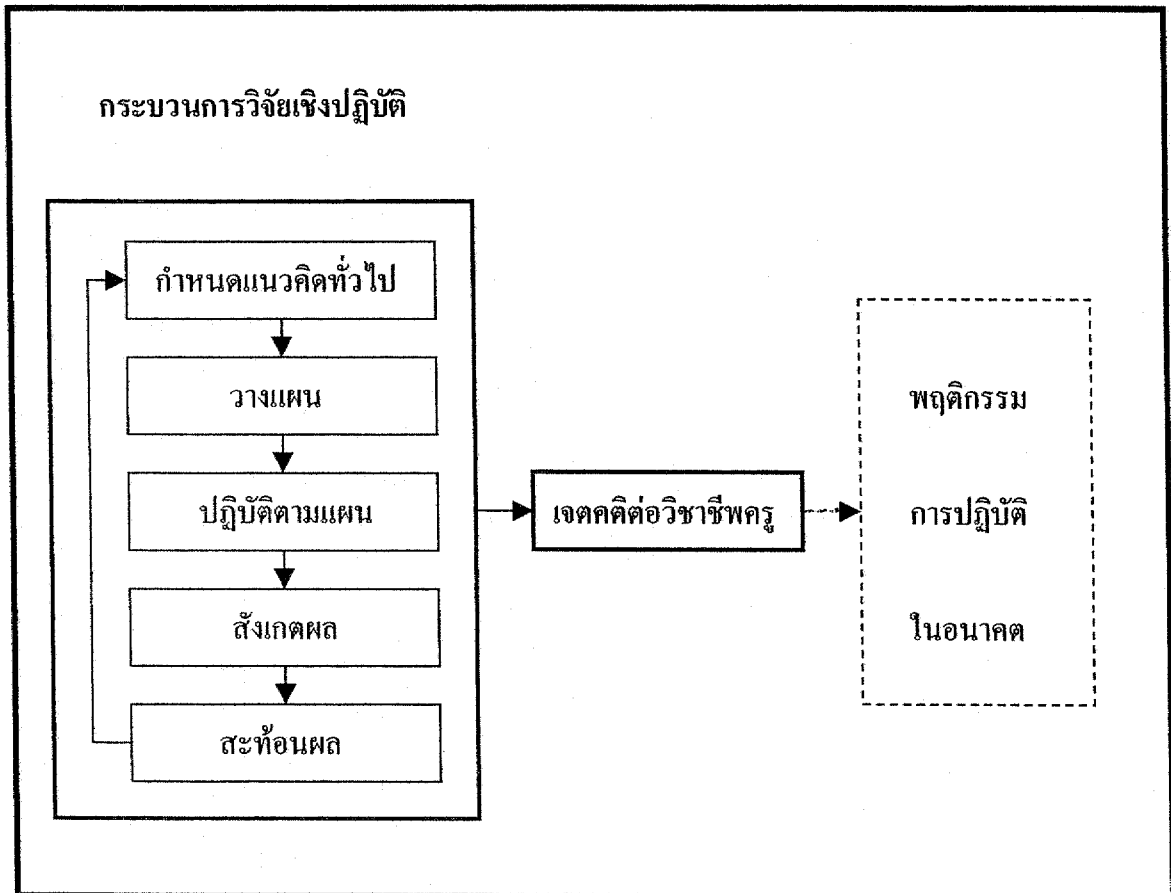 กระบวนการวิจัยเชิงปฏิบัติ
กำหนดแนวคิดทั่วไป
วางแผน
ปฏิบัติตามแผน
สังเกตผล
สะท้อนผล
เจตคติต่อวิชาชีพครู
พฤติกรรม
การปฏิบัติ
ในอนาคต